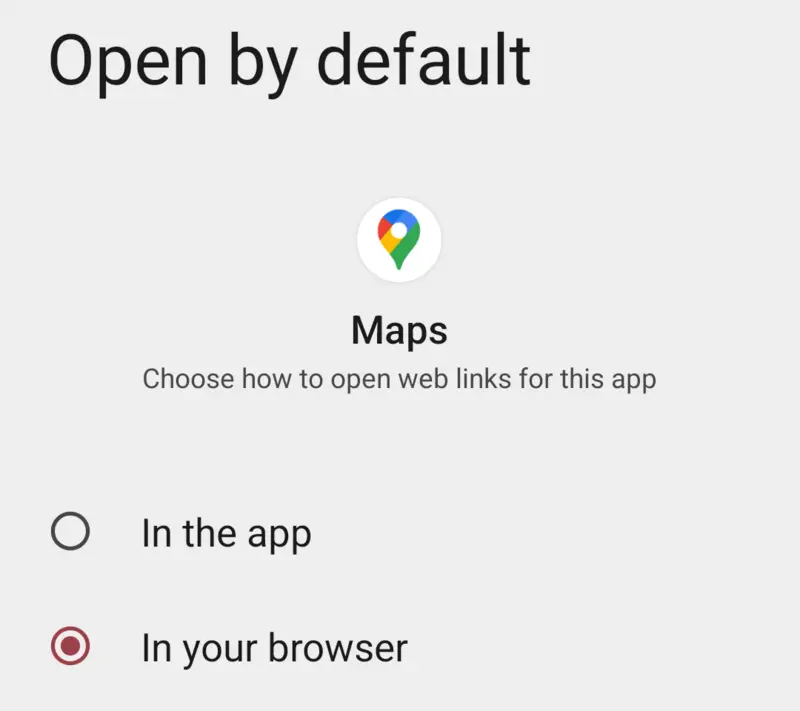 Open by default
Maps
Choose how to open web links for this app
In the app
In your browser